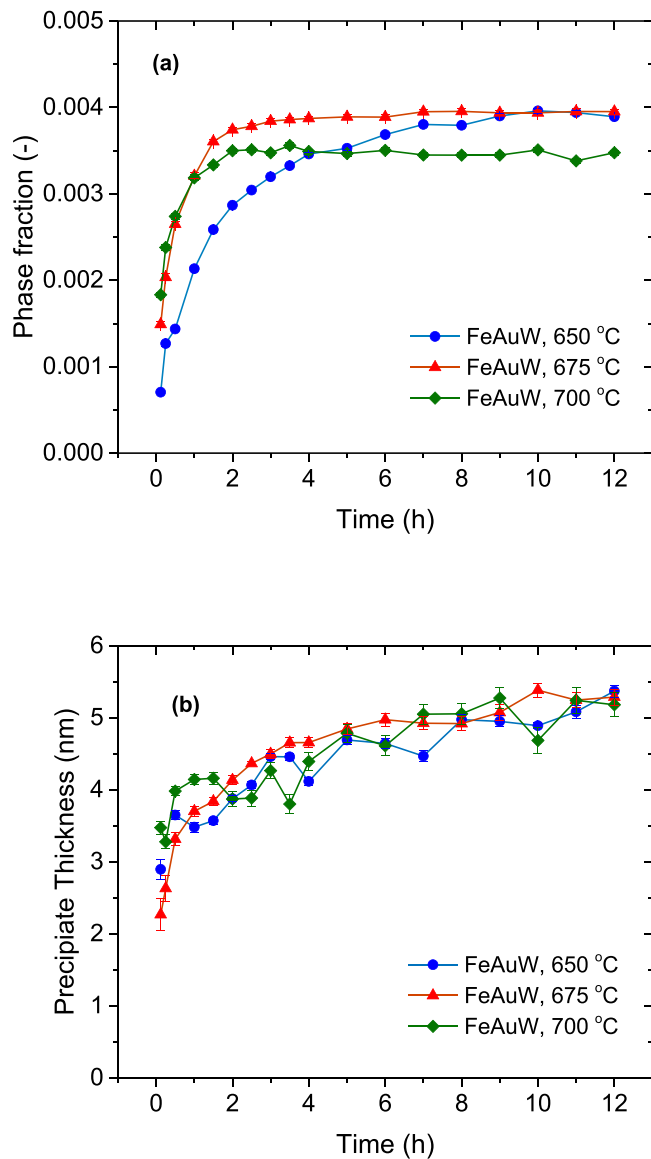 0.005
(a)
0.004
0.003
0.002
0.001
0.000
Phase fraction (-)
FeAuW, 650 °C
FeAuW, 675 °C
FeAuW, 700 °C
0 2 4 6 8 10 12
Time (h)
6
(b)
5
4
3
2
1
0
Precipiate Thickness (nm)
FeAuW, 650 °C
FeAuW, 675 °C
FeAuW, 700 °C
0 2 4 6 8 10 12
Time (h)